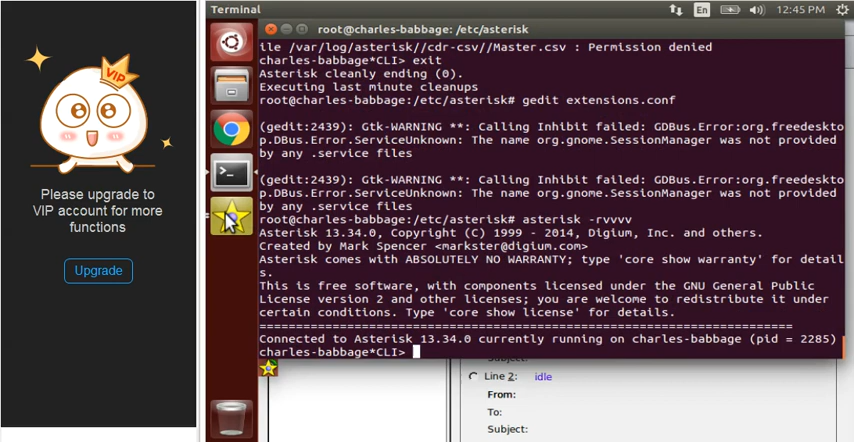 VIP
Please upgrade to
VIP account for more
functions
Upgrade
Terminal
En
12:45 PM
root@charles-babbage: /etc/asterisk
ile /var/log/asterisk//cdr-csv//Master.csv : Permission denied
charles-babbage*CLI> exit
Asterisk cleanly ending (0).
Executing last minute cleanups
root@charles-babbage:/etc/asterisk# gedit extensions.conf
(gedit:2439): Gtk-WARNING **: Calling Inhibit failed: GDBus.Error:org.freedeskto
p.DBus.Error.ServiceUnknown: The name org.gnome.SessionManager was not provided
by any .service files
(gedit:2439): Gtk-WARNING **: Calling Inhibit failed: GDBus.Error:org.freedeskto
p.DBus.Error.ServiceUnknown: The name org.gnome.SessionManager was not provided
by any .service files
root@charles-babbage:/etc/asterisk# asterisk -rvvvv
Asterisk 13.34.0, Copyright (C) 1999 - 2014, Digium, Inc. and others.
Created by Mark Spencer <markster@digium.com>
Asterisk comes with ABSOLUTELY NO WARRANTY; type 'core show warranty' for detail
s.
This is free software, with components licensed under the GNU General Public
License version 2 and other licenses; you are welcome to redistribute it under
certain conditions. Type 'core show license' for details.
=========================================================================
Connected to Asterisk 13.34.0 currently running on charles-babbage (pid = 2285)
charles-babbage*CLI>
Subject:
Line 2: idle
From:
To:
Subject: